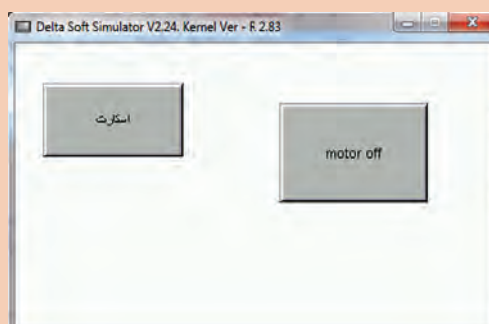 Delta Soft Simulator V2.24. Kernel Ver - R 2.83
استارت
motor off